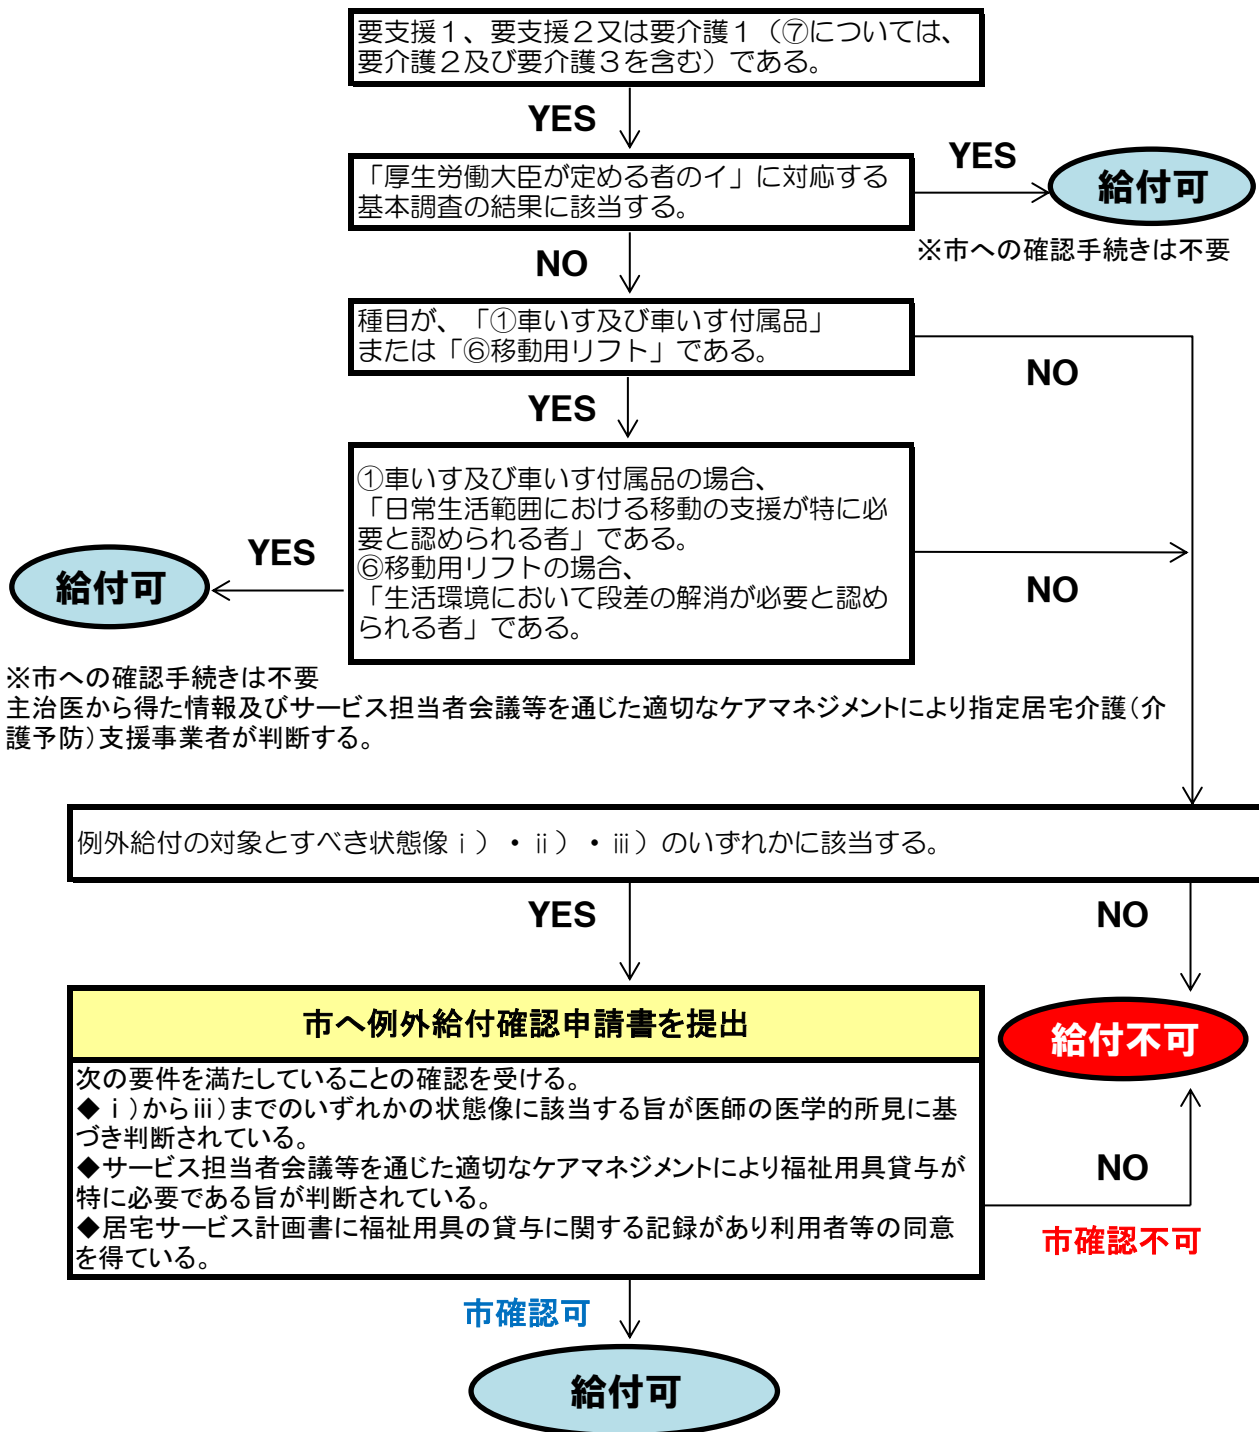 要支援１、要支援２又は要介護１（⑦については、
要介護２及び要介護３を含む）である。
YES
「厚生労働大臣が定める者のイ」に対応する
基本調査の結果に該当する。
YES
給付可
※市への確認手続きは不要
NO
種目が、「①車いす及び車いす付属品」
または「⑥移動用リフト」である。
NO
YES
①車いす及び車いす付属品の場合、
「日常生活範囲における移動の支援が特に必
要と認められる者」である。
⑥移動用リフトの場合、
「生活環境において段差の解消が必要と認め
られる者」である。
YES
給付可
NO
※市への確認手続きは不要
主治医から得た情報及びサービス担当者会議等を通じた適切なケアマネジメントにより指定居宅介護（介
護予防）支援事業者が判断する。
例外給付の対象とすべき状態像ⅰ）・ⅱ）・ⅲ）のいずれかに該当する。
YES
NO
市へ例外給付確認申請書を提出
給付不可
次の要件を満たしていることの確認を受ける。
◆ⅰ）からⅲ）までのいずれかの状態像に該当する旨が医師の医学的所見に基
づき判断されている。
◆サービス担当者会議等を通じた適切なケアマネジメントにより福祉用具貸与が
特に必要である旨が判断されている。
◆居宅サービス計画書に福祉用具の貸与に関する記録があり利用者等の同意
を得ている。
NO
市確認不可
市確認可
給付可